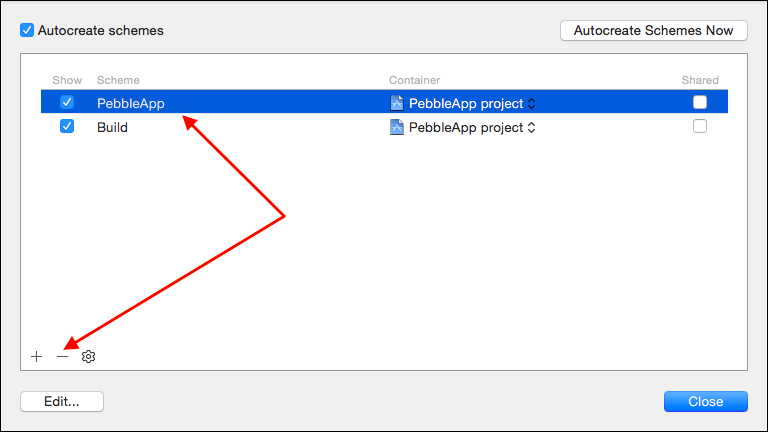 Autocreate schemes
Autocreate Schemes Now
Show Scheme Container Shared
PebbleApp PebbleApp project
Build PebbleApp project
Edit...
Close